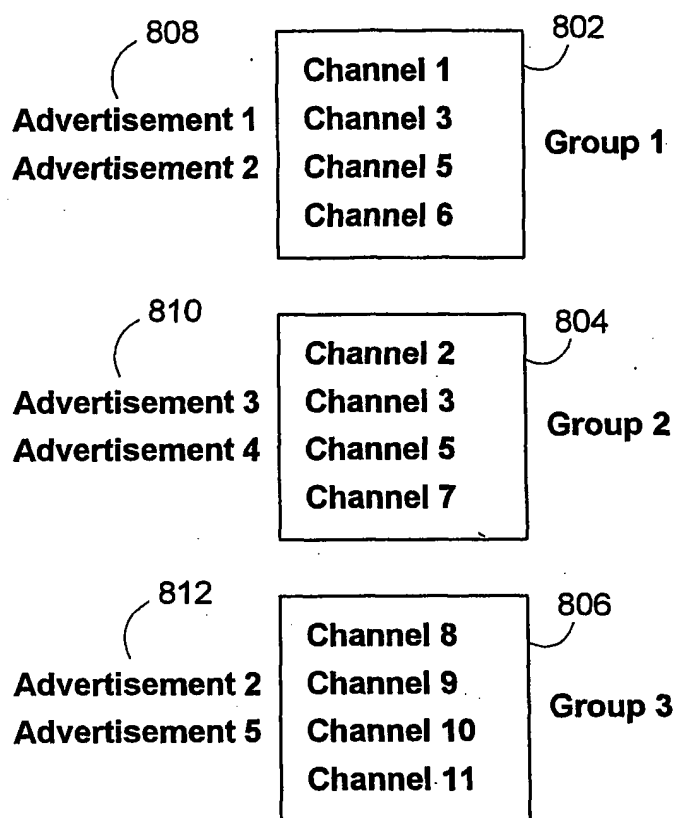 808
802
Channel 1
Advertisement 1
Channel 3
Group 1
Advertisement 2
Channel 5
Channel 6
810
804
Channel 2
Advertisement 3
Channel 3
Group 2
Advertisement 4
Channel 5
Channel 7
812
806
Channel 8
Advertisement 2
Channel 9
Group 3
Advertisement 5
Channel 10
Channel 11